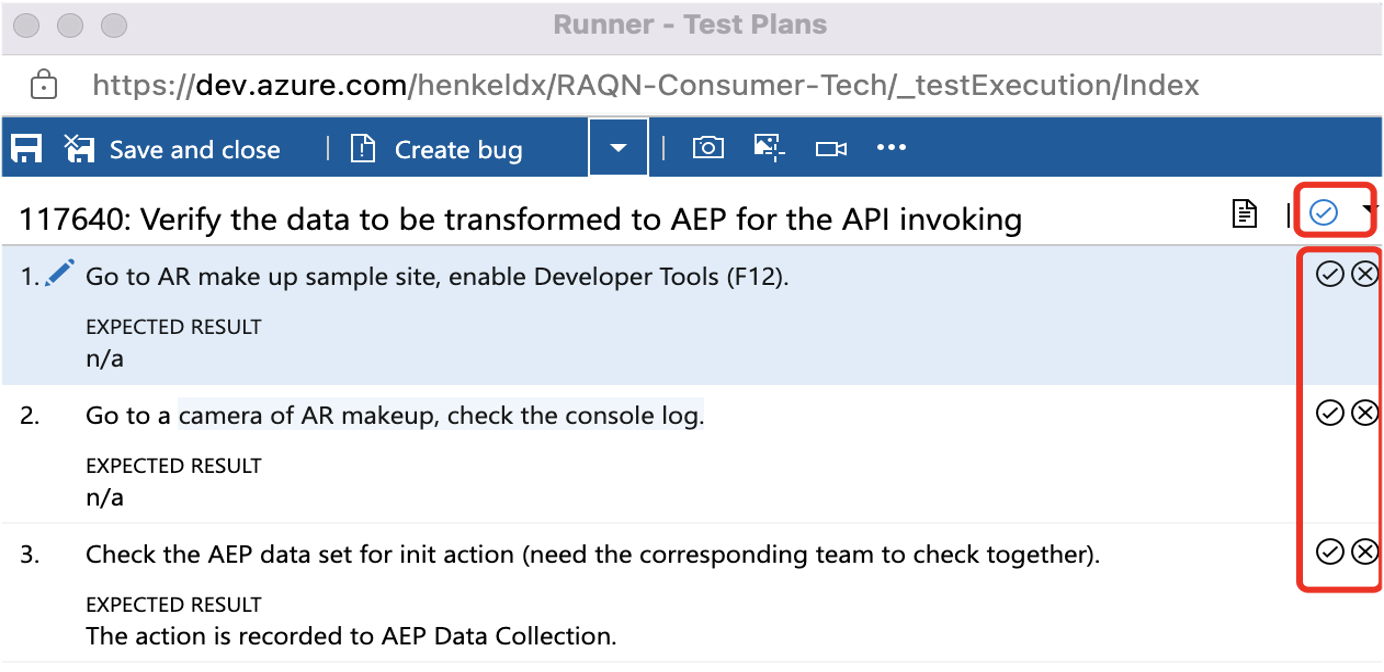 Runner - Test Plans
https://dev.azure.com/henkeldx/RAQN-Consumer-Tech/_testExecution/Index
Save and close | Create bug
117640: Verify the data to be transformed to AEP for the API invoking
1. Go to AR make up sample site, enable Developer Tools (F12).
EXPECTED RESULT
n/a
2. Go to a camera of AR makeup, check the console log.
EXPECTED RESULT
n/a
3. Check the AEP data set for init action (need the corresponding team to check together).
EXPECTED RESULT
The action is recorded to AEP Data Collection.